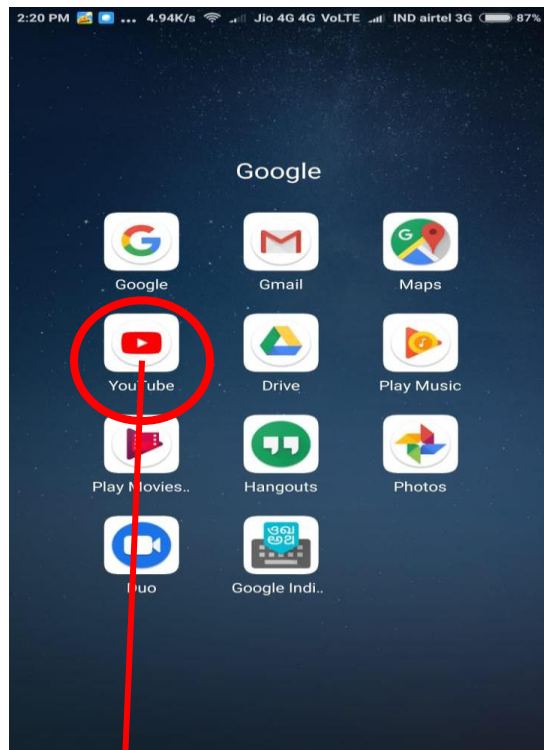 2:20 PM ... 4.94K/s Jio 4G 4G VoLTE IND airtel 3G 87%
Google
Google Gmail Maps
YouTube Drive Play Music
Play Movies.. Hangouts Photos
Duo Google Indi..